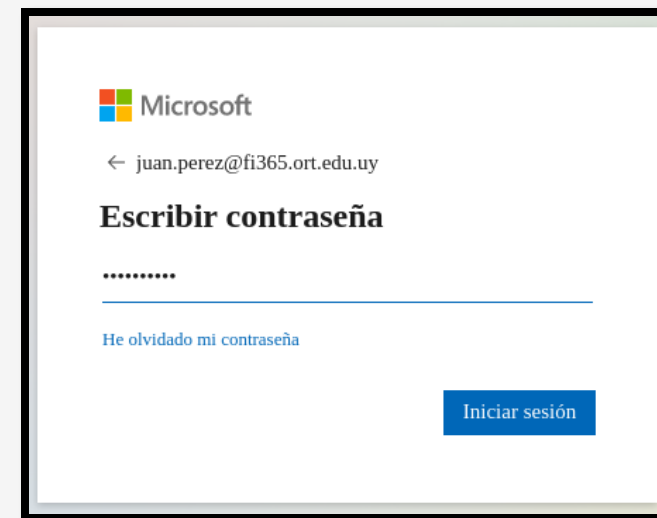 Microsoft
← juan.perez@fi365.ort.edu.uy
Escribir contraseña
••••••••••
He olvidado mi contraseña
Iniciar sesión